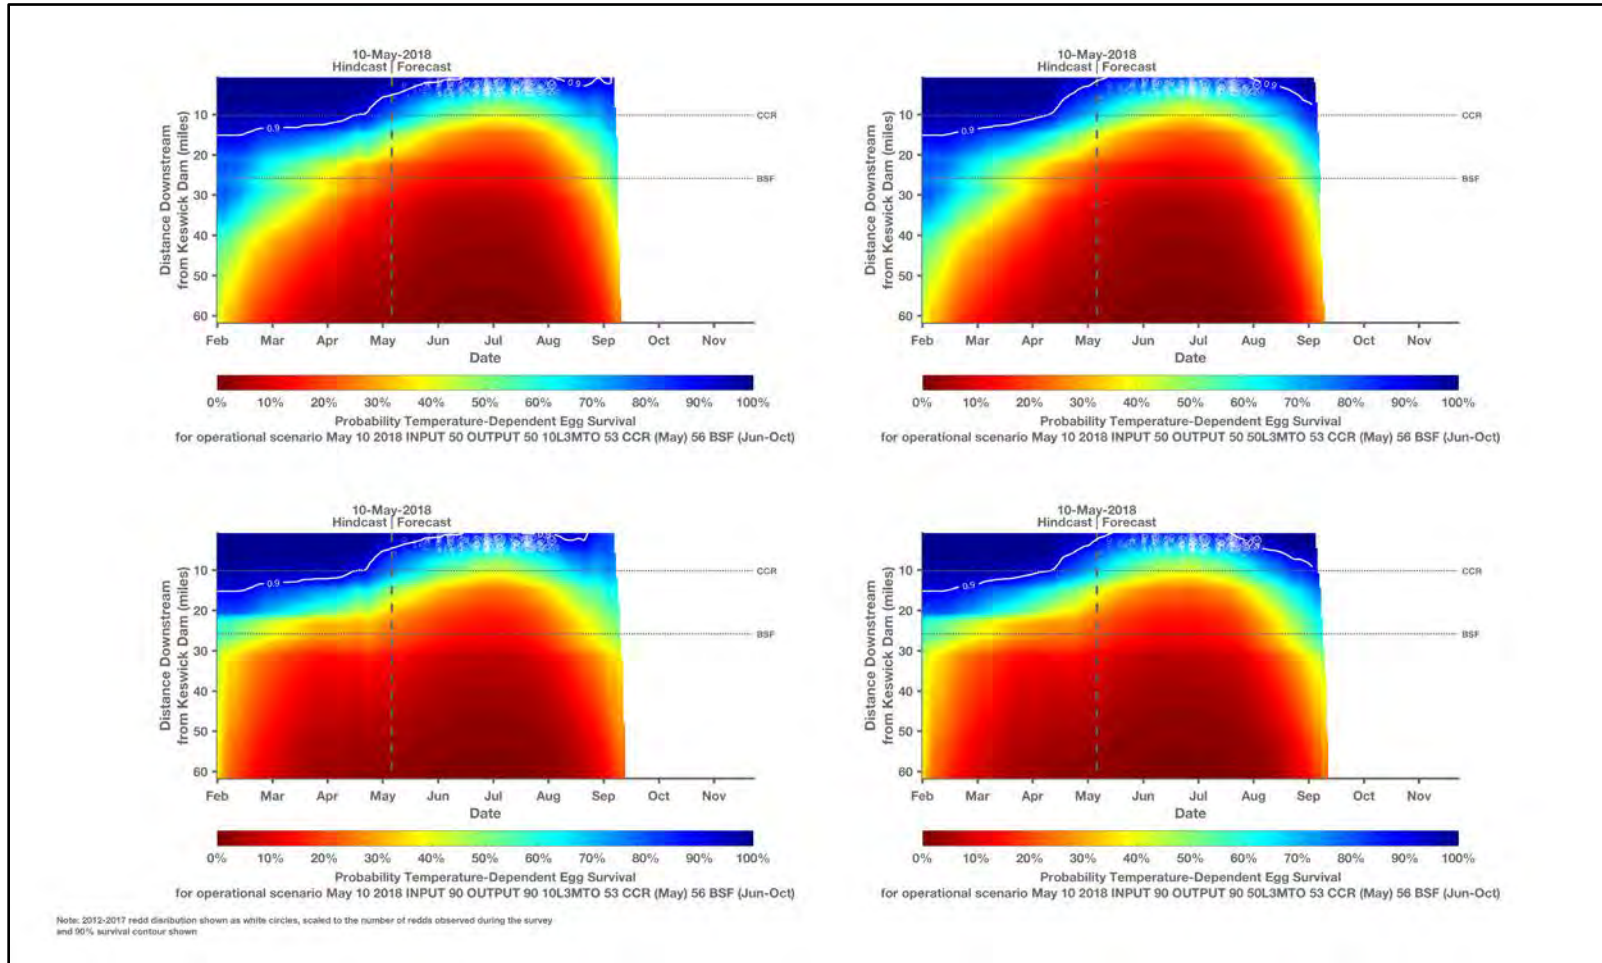 10-May-2018
Hindcast | Forecast
0.9
0.9
CCR
BSF
10
20
30
40
50
60
Distance Downstream
from Keswick Dam (miles)
Feb Mar Apr May Jun Jul Aug Sep Oct Nov
Date
0% 10% 20% 30% 40% 50% 60% 70% 80% 90% 100%
Probability Temperature-Dependent Egg Survival
for operational scenario May 10 2018 INPUT 50 OUTPUT 50 10L3MTO 53 CCR (May) 56 BSF (Jun-Oct)
10-May-2018
Hindcast | Forecast
0.9
0.9
CCR
BSF
10
20
30
40
50
60
Distance Downstream
from Keswick Dam (miles)
Feb Mar Apr May Jun Jul Aug Sep Oct Nov
Date
0% 10% 20% 30% 40% 50% 60% 70% 80% 90% 100%
Probability Temperature-Dependent Egg Survival
for operational scenario May 10 2018 INPUT 50 OUTPUT 50 50L3MTO 53 CCR (May) 56 BSF (Jun-Oct)
10-May-2018
Hindcast | Forecast
0.9
CCR
BSF
10
20
30
40
50
60
Distance Downstream
from Keswick Dam (miles)
Feb Mar Apr May Jun Jul Aug Sep Oct Nov
Date
0% 10% 20% 30% 40% 50% 60% 70% 80% 90% 100%
Probability Temperature-Dependent Egg Survival
for operational scenario May 10 2018 INPUT 90 OUTPUT 90 10L3MTO 53 CCR (May) 56 BSF (Jun-Oct)
10-May-2018
Hindcast | Forecast
0.9
CCR
BSF
10
20
30
40
50
60
Distance Downstream
from Keswick Dam (miles)
Feb Mar Apr May Jun Jul Aug Sep Oct Nov
Date
0% 10% 20% 30% 40% 50% 60% 70% 80% 90% 100%
Probability Temperature-Dependent Egg Survival
for operational scenario May 10 2018 INPUT 90 OUTPUT 90 50L3MTO 53 CCR (May) 56 BSF (Jun-Oct)
Note: 2012-2017 redd disribution shown as white circles, scaled to the number of redds observed during the survey
and 90% survival contour shown